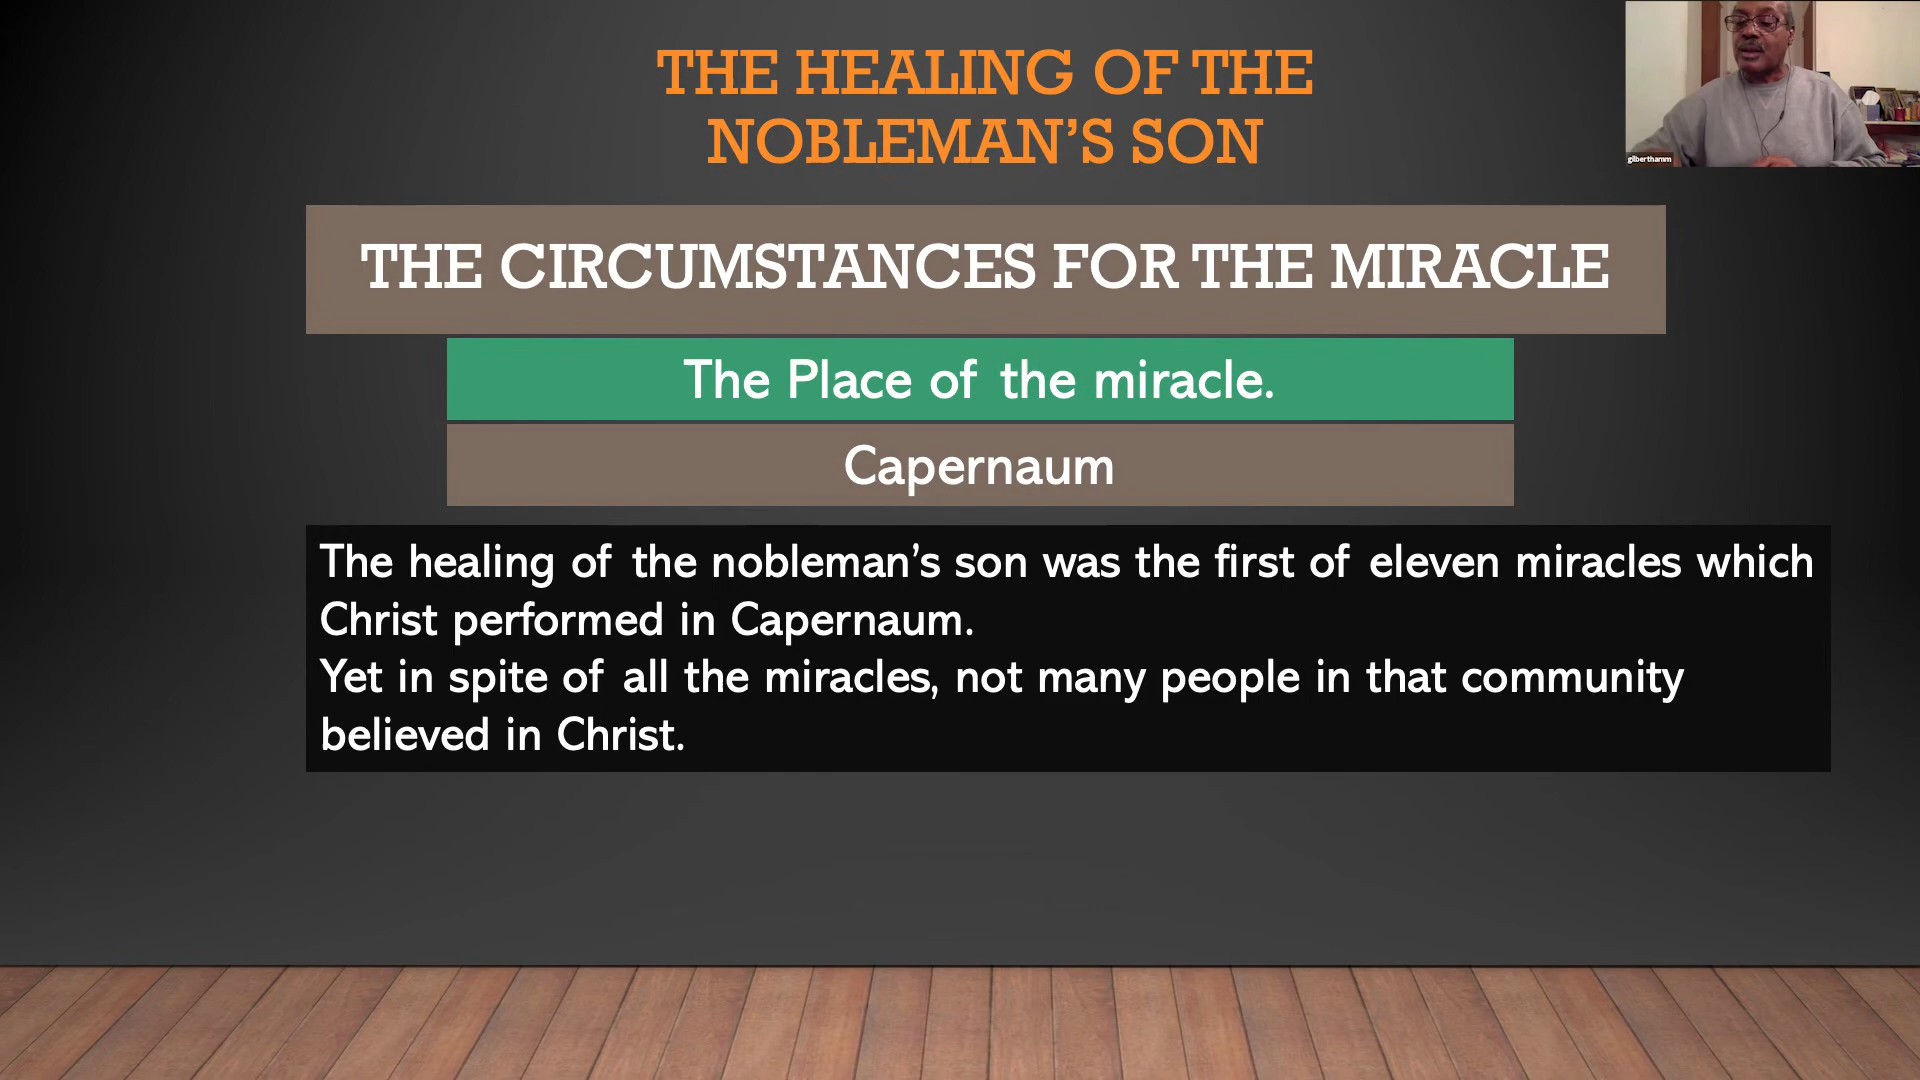 THE HEALING OF THE
NOBLEMAN’S SON
gilberthamm
THE CIRCUMSTANCES FOR THE MIRACLE
The Place of the miracle.
Capernaum
The healing of the nobleman’s son was the first of eleven miracles which
Christ performed in Capernaum.
Yet in spite of all the miracles, not many people in that community
believed in Christ.